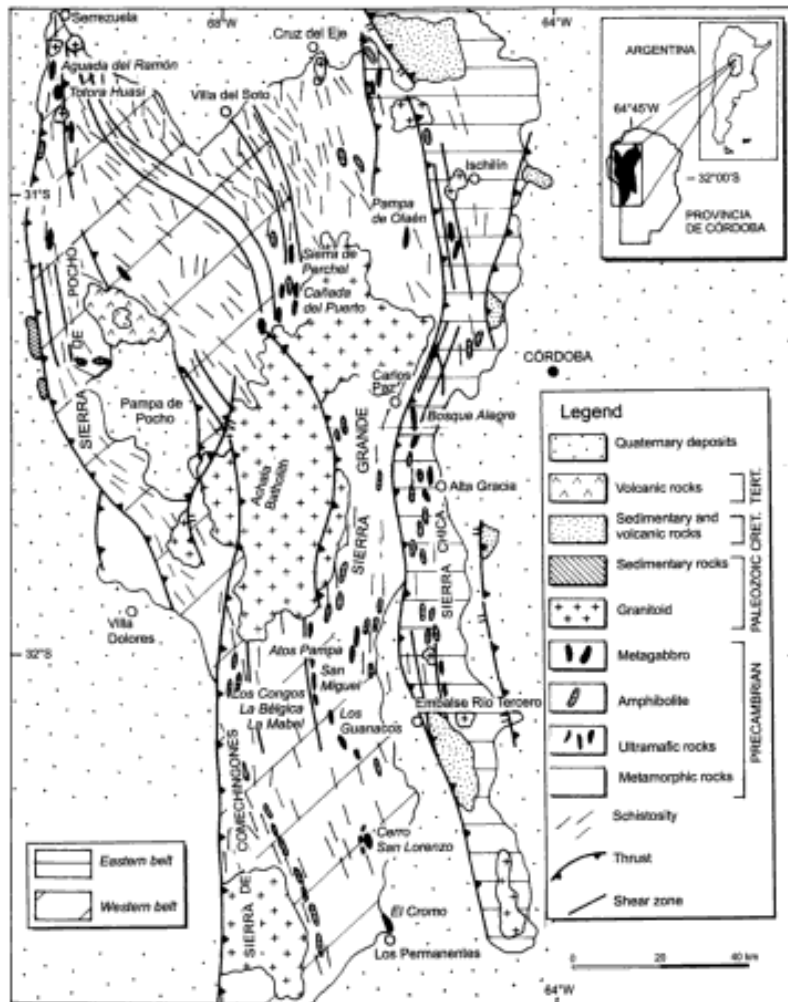 Serrezuela
68°W
64°W
Cruz del Eje
Aguada del Ramón
Totora Huasi
Villa del Soto
ARGENTINA
64°45'W
32°00'S
PROVINCIA
DE CÓRDOBA
Ischilín
31°S
Pampa
de Olaén
Sierra de
Perchel
Cañada
del Puerto
SIERRA DE POCHO
CÓRDOBA
Carlos
Paz
Pampa de
Pocho
Bosque Alegre
Achala
Batholith
SIERRA GRANDE
Alta Gracia
SIERRA CHICA
Villa
Dolores
32°S
Atos Pampa
San
Miguel
Los Congos
La Bélgica
La Mabel
Embalse Río Tercero
Los
Guanacos
SIERRA DE COMECHINGONES
Cerro
San Lorenzo
El Cromo
Los Permanentes
Eastern belt
Western belt
Legend
Quaternary deposits
Volcanic rocks
TERT.
Sedimentary and
volcanic rocks
CRET.
Sedimentary rocks
Granitoid
PALEOZOIC
Metagabbro
Amphibolite
Ultramafic rocks
Metamorphic rocks
PRECAMBRIAN
Schistosity
Thrust
Shear zone
0 20 40 km
64°W